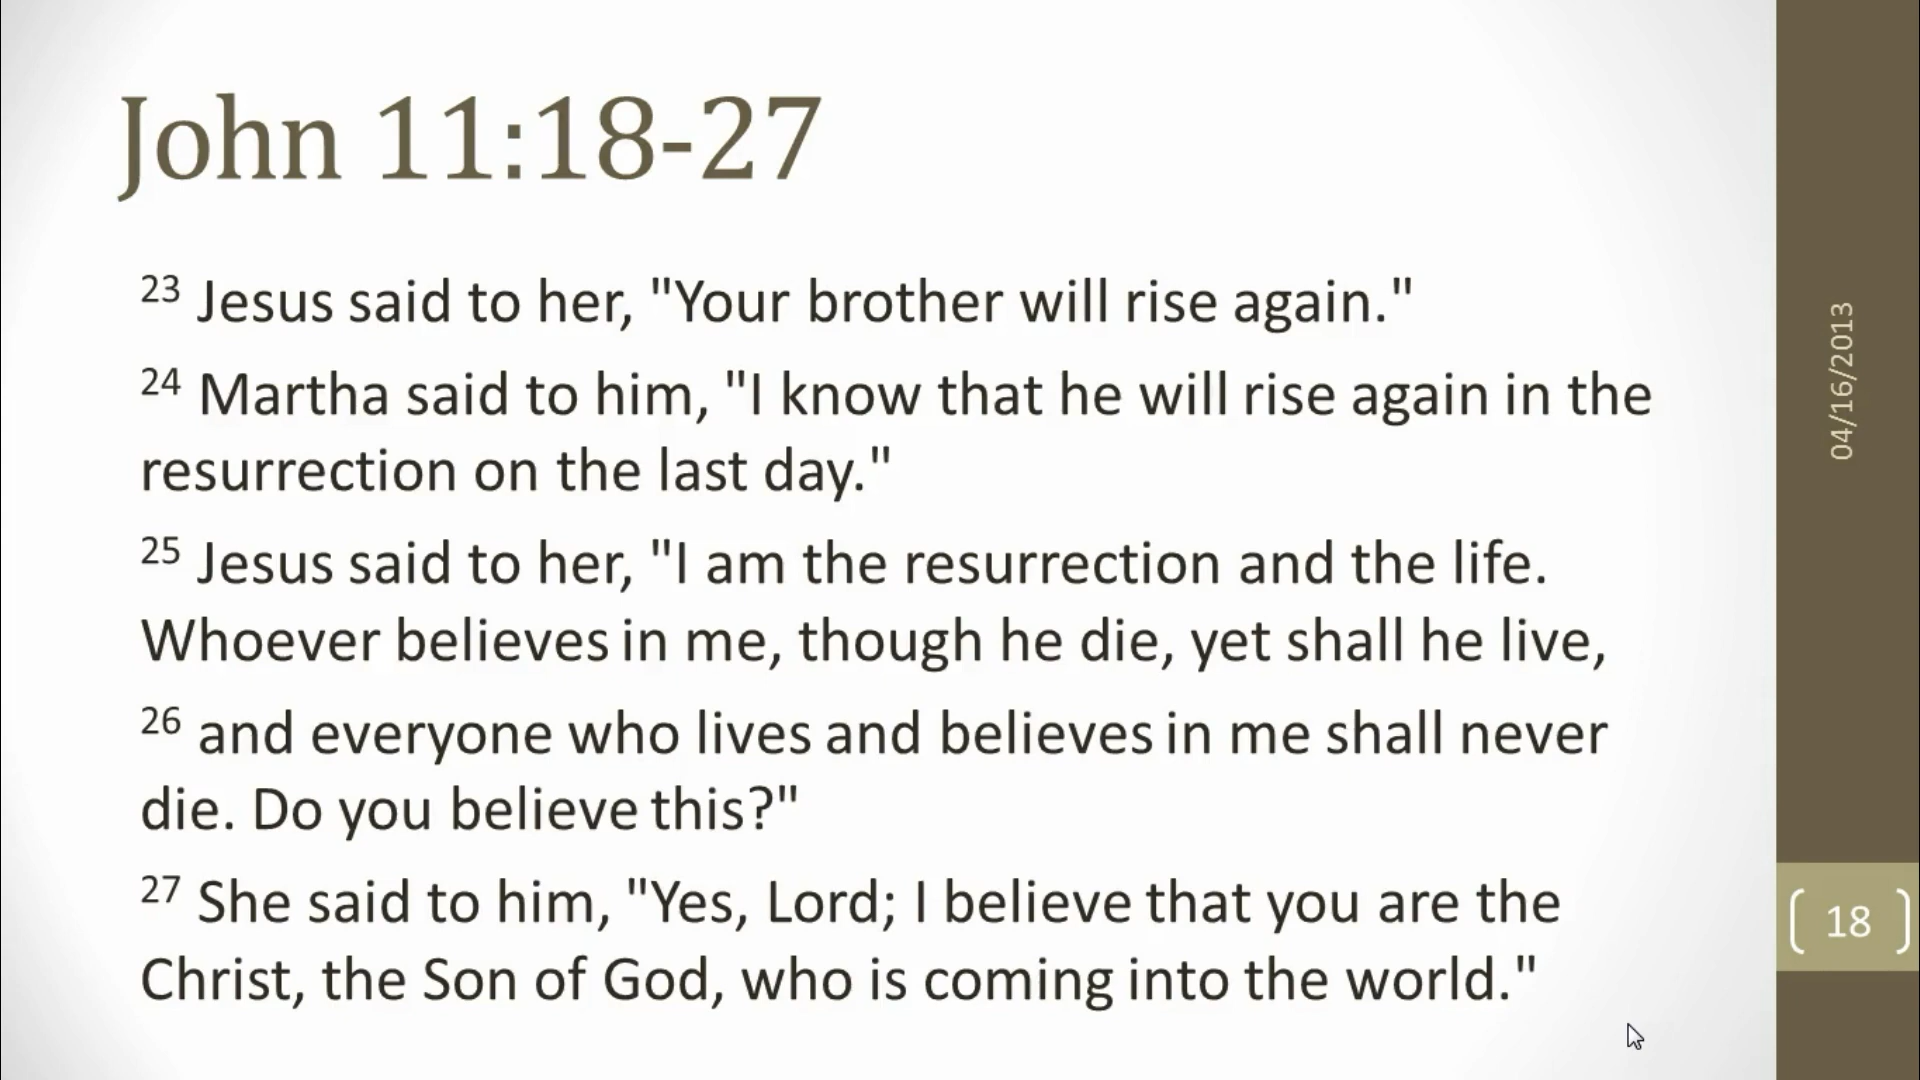 John 11:18-27
23 Jesus said to her, "Your brother will rise again."
24 Martha said to him, "I know that he will rise again in the
resurrection on the last day."
25 Jesus said to her, "I am the resurrection and the life.
Whoever believes in me, though he die, yet shall he live,
26 and everyone who lives and believes in me shall never
die. Do you believe this?"
27 She said to him, "Yes, Lord; I believe that you are the
Christ, the Son of God, who is coming into the world."
04/16/2013
18